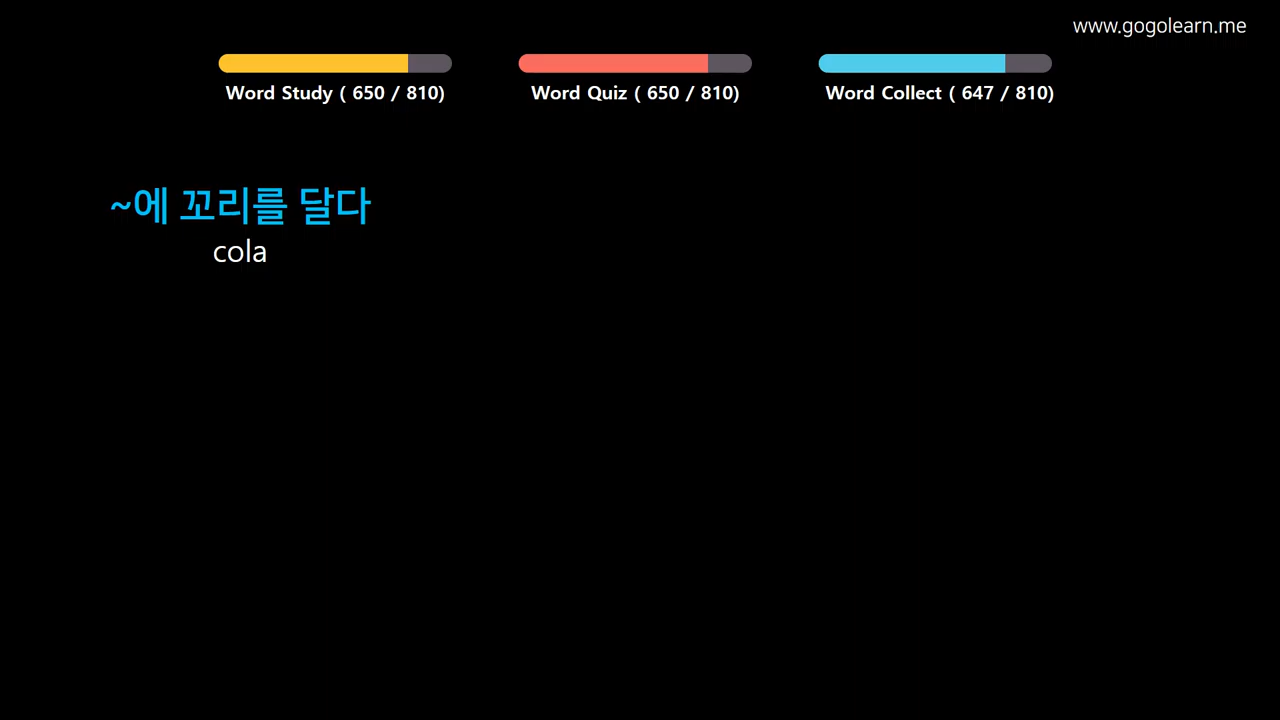 www.gogolearn.me
Word Study ( 650 / 810)
Word Quiz ( 650 / 810)
Word Collect ( 647 / 810)
~에 꼬리를 달다
cola